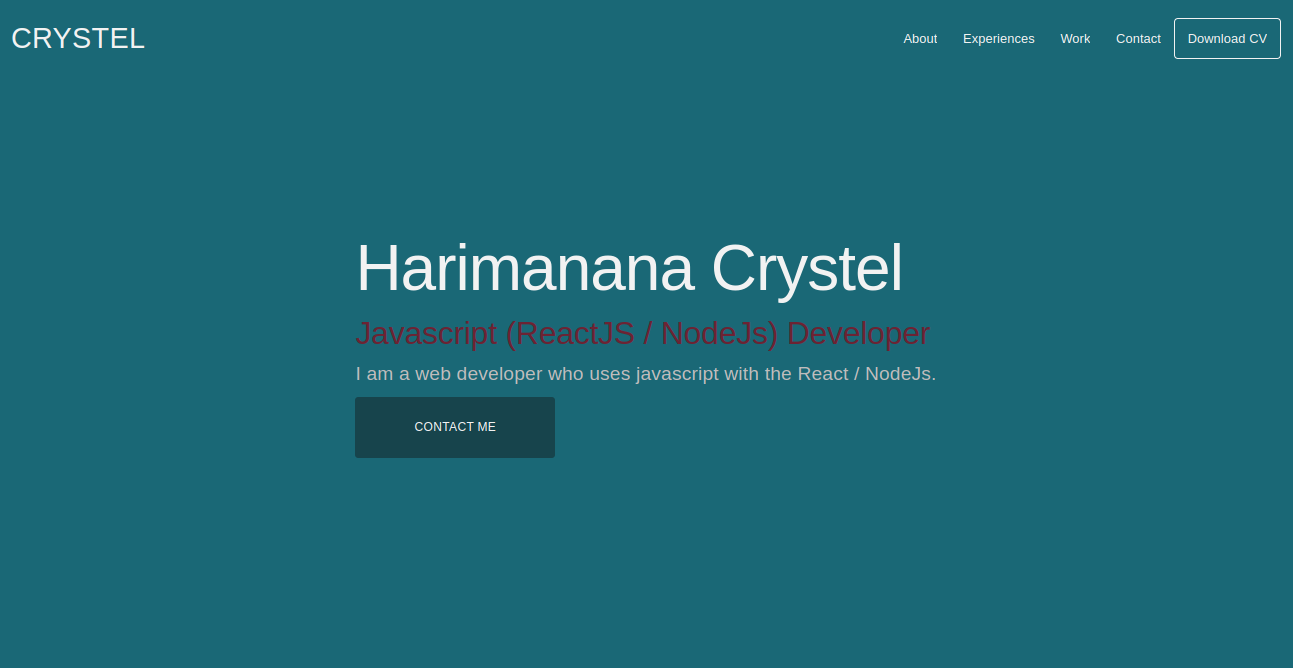 CRYSTEL
About Experiences Work Contact Download CV
Harimanana Crystel
Javascript (ReactJS / NodeJs) Developer
I am a web developer who uses javascript with the React / NodeJs.
CONTACT ME